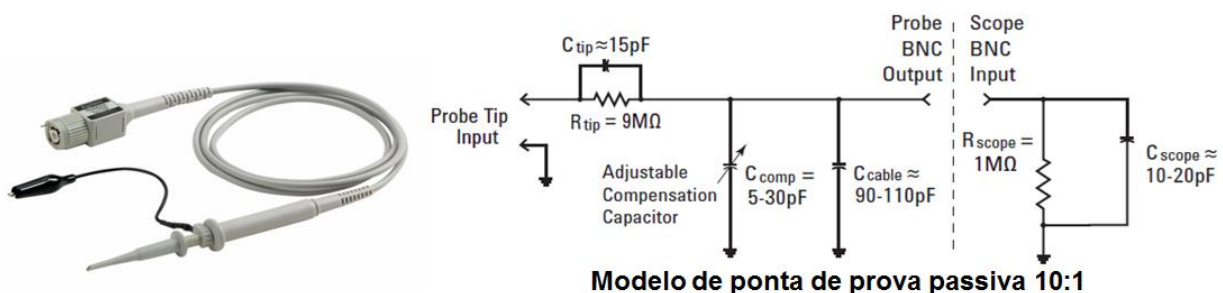 C tip ≈15pF
Probe Tip
Input
R tip = 9MΩ
Adjustable
Compensation
Capacitor
C comp =
5-30pF
C cable ≈
90-110pF
Probe
BNC
Output
Scope
BNC
Input
R scope =
1MΩ
C scope ≈
10-20pF
Modelo de ponta de prova passiva 10:1